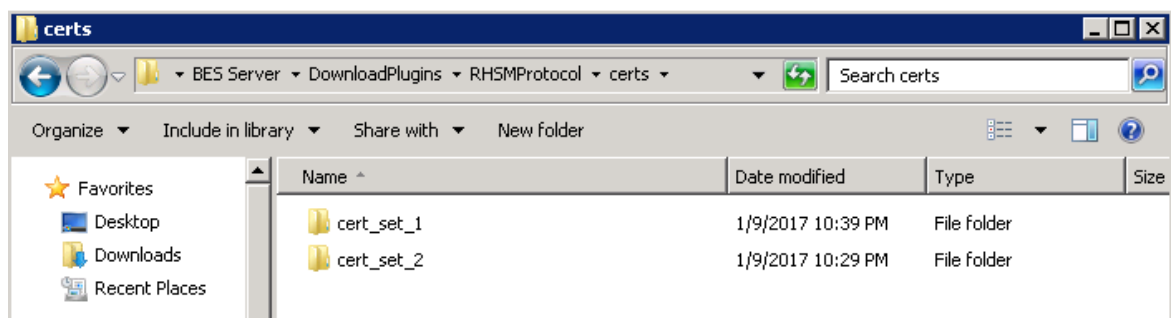 certs
BES Server DownloadPlugins RHSMProtocol certs Search certs
Organize Include in library Share with New folder
Favorites Name Date modified Type Size
Desktop cert_set_1 1/9/2017 10:39 PM File folder
Downloads cert_set_2 1/9/2017 10:29 PM File folder
Recent Places